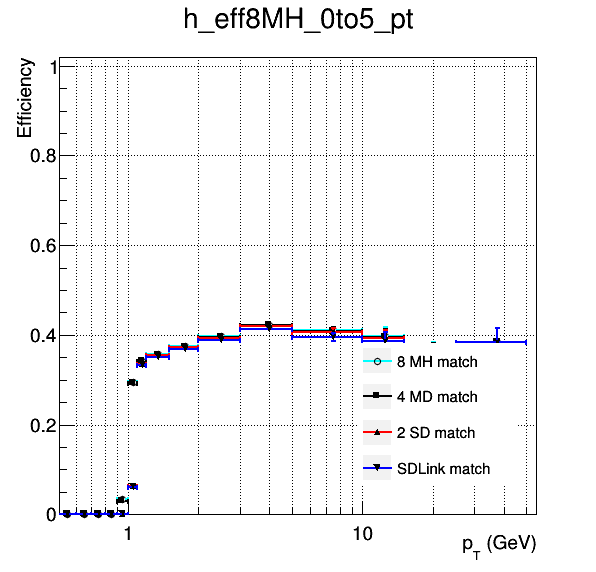 h_eff8MH_0to5_pt
Efficiency
1
0.8
0.6
0.4
0.2
0
8 MH match
4 MD match
2 SD match
SDLink match
1
10
pT (GeV)